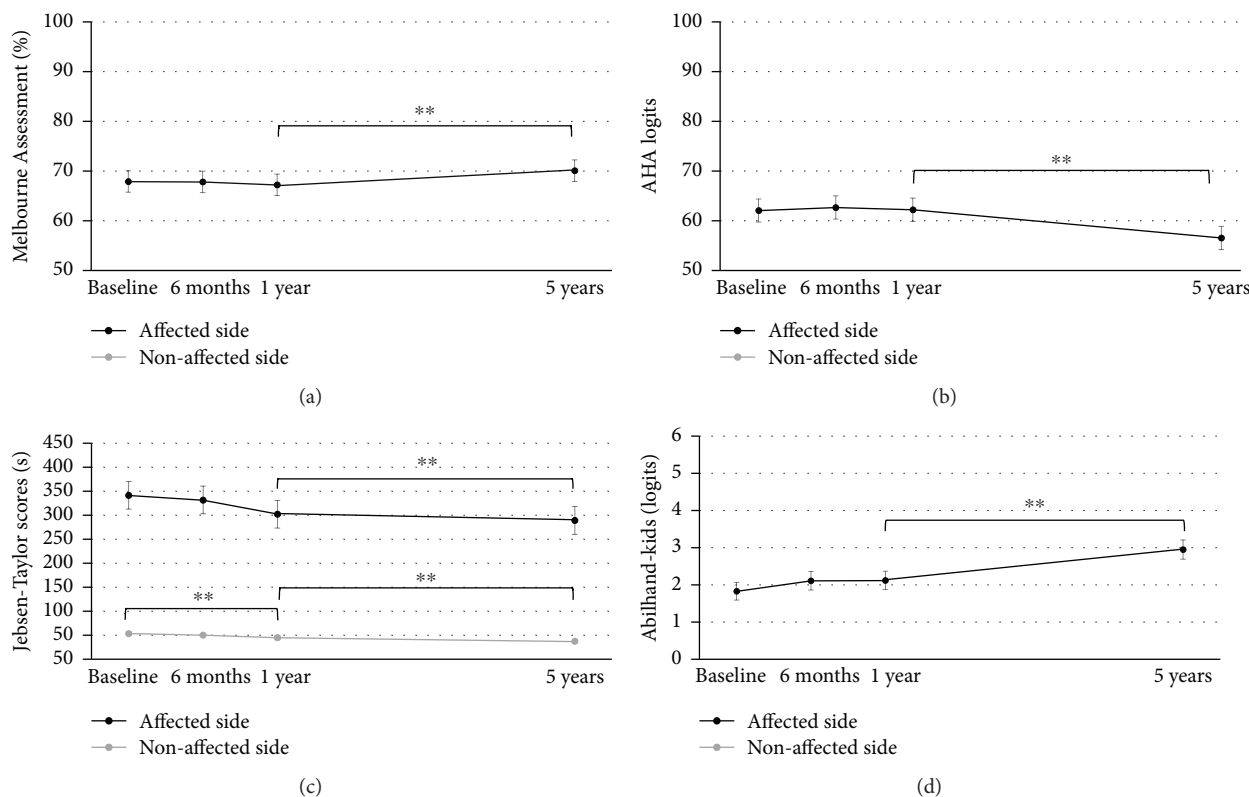 Melbourne Assessment (%)
100
90
80
70
60
50
**
Baseline 6 months 1 year 5 years
Affected side
Non-affected side
(a)
AHA logits
100
90
80
70
60
50
**
Baseline 6 months 1 year 5 years
Affected side
Non-affected side
(b)
Jebsen-Taylor scores (s)
450
400
350
300
250
200
150
100
50
50
**
**
**
Baseline 6 months 1 year 5 years
Affected side
Non-affected side
(c)
Abilhand-kids (logits)
6
5
4
3
2
1
0
**
Baseline 6 months 1 year 5 years
Affected side
Non-affected side
(d)